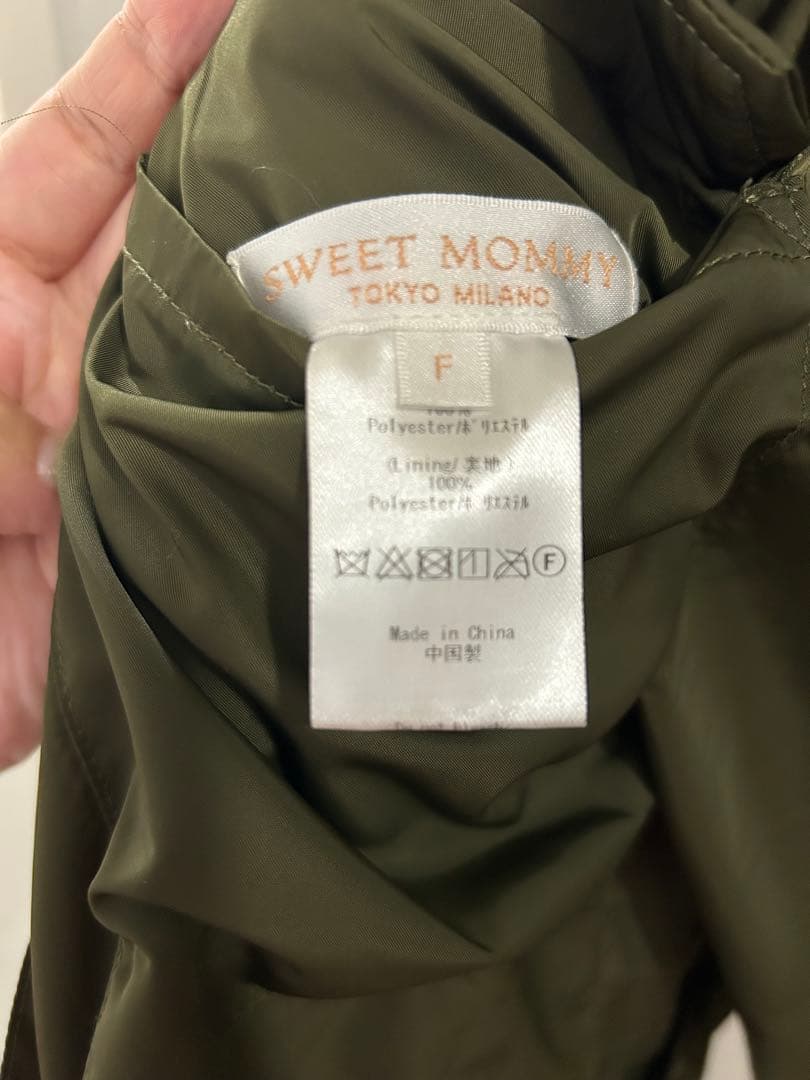 SWEET MOMMY
TOKYO MILANO
F
100%
Polyester/ポリエステル
(Lining/裏地)
100%
Polyester/ポリエステル
F
Made in China
中国製